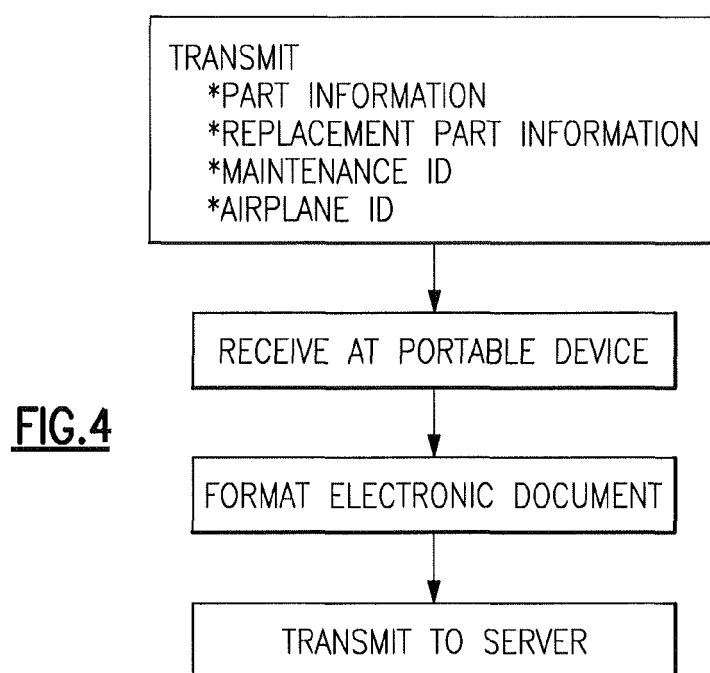 TRANSMIT
*PART INFORMATION
*REPLACEMENT PART INFORMATION
*MAINTENANCE ID
*AIRPLANE ID
RECEIVE AT PORTABLE DEVICE
FIG.4
FORMAT ELECTRONIC DOCUMENT
TRANSMIT TO SERVER